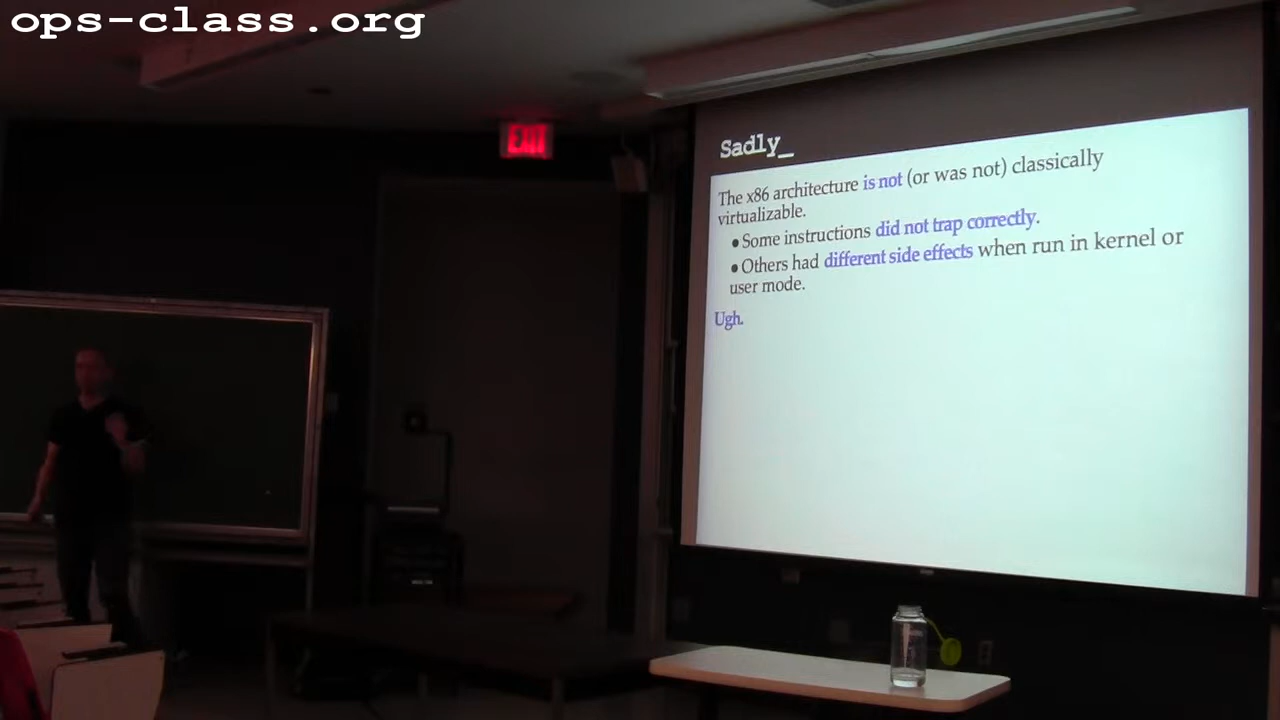 ops-class.org
EXIT
Sadly_
The x86 architecture is not (or was not) classically
virtualizable.
● Some instructions did not trap correctly.
● Others had different side effects when run in kernel or
user mode.
Ugh.